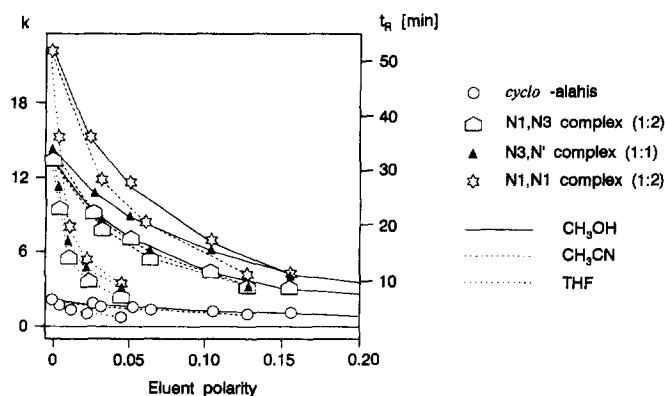 k
t_R [min]
18
12
6
0
50
40
30
20
10
0
0.05
0.10
0.15
0.20
Eluent polarity
cyclo -alahis
N1,N3 complex (1:2)
N3,N' complex (1:1)
N1,N1 complex (1:2)
CH₃OH
CH₃CN
THF